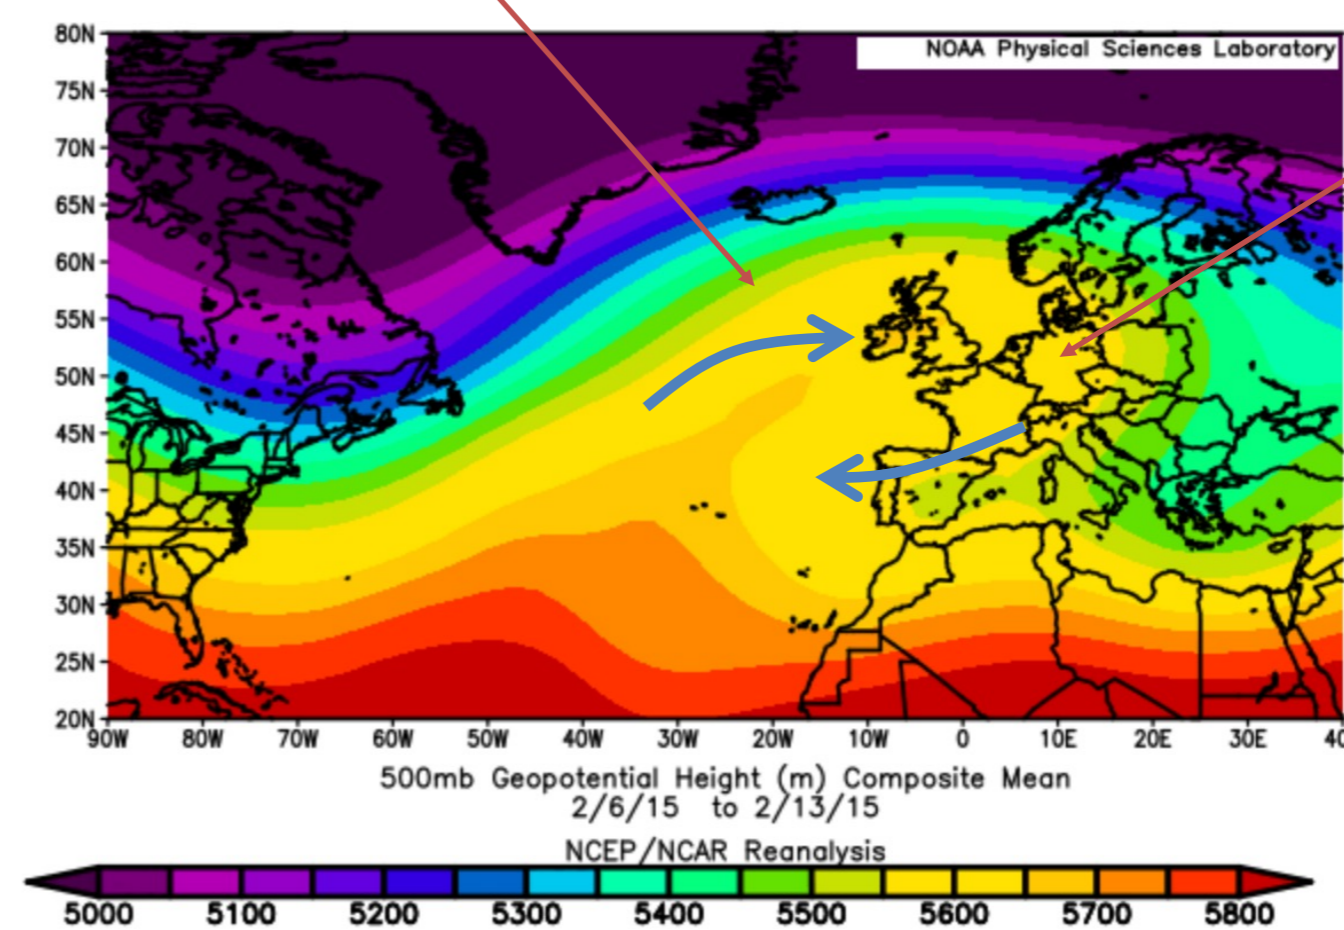 NOAA Physical Sciences Laboratory
80N
75N
70N
65N
60N
55N
50N
45N
40N
35N
30N
25N
20N
90W 80W 70W 60W 50W 40W 30W 20W 10W 0 10E 20E 30E
500mb Geopotential Height (m) Composite Mean
2/6/15 to 2/13/15
NCEP/NCAR Reanalysis
5000 5100 5200 5300 5400 5500 5600 5700 5800